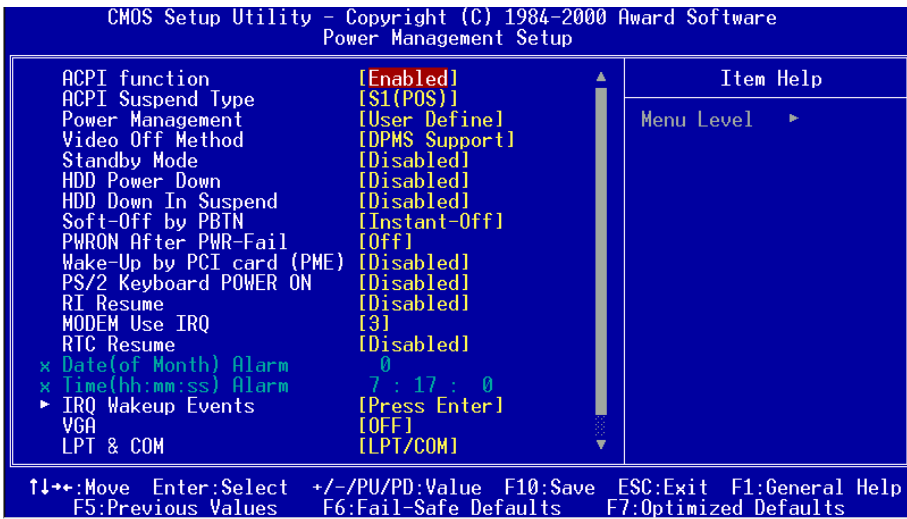 CMOS Setup Utility – Copyright (C) 1984-2000 Award Software
Power Management Setup
ACPI function [Enabled]
ACPI Suspend Type [S1(POS)]
Power Management [User Define]
Video Off Method [DPMS Support]
Standby Mode [Disabled]
HDD Power Down [Disabled]
HDD Down In Suspend [Disabled]
Soft-Off by PBTN [Instant-Off]
PWRON After PWR-Fail [Off]
Wake-Up by PCI card (PME) [Disabled]
PS/2 Keyboard POWER ON [Disabled]
RI Resume [Disabled]
MODEM Use IRQ [3]
RTC Resume [Disabled]
x Date(of Month) Alarm 0
x Time(hh:mm:ss) Alarm 7 : 17 : 0
► IRQ Wakeup Events [Press Enter]
VGA [OFF]
LPT & COM [LPT/COM]
Item Help
Menu Level ►
↑↓→←:Move Enter:Select +/-/PU/PD:Value F10:Save ESC:Exit F1:General Help
F5:Previous Values F6:Fail-Safe Defaults F7:Optimized Defaults